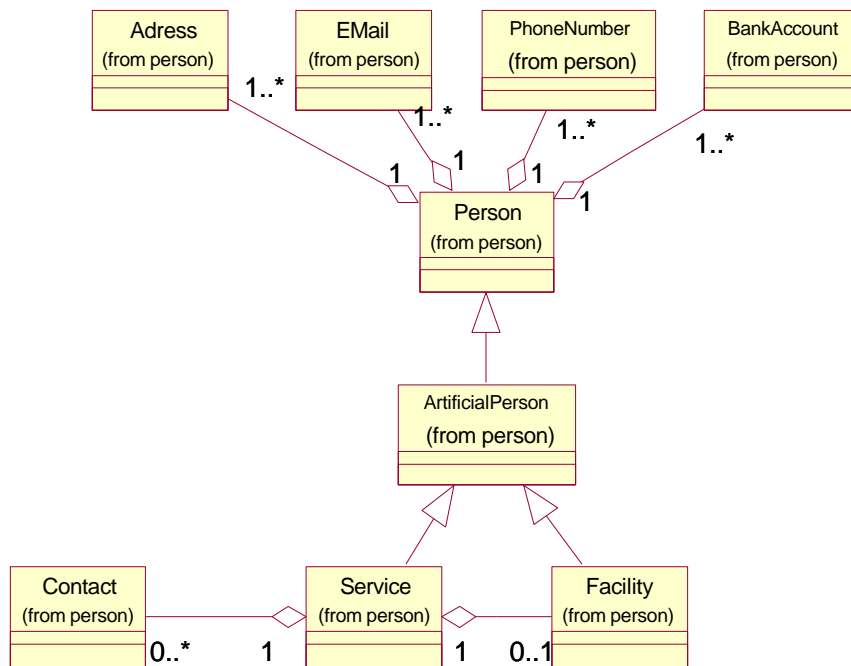 Adress
(from person)
EMail
(from person)
PhoneNumber
(from person)
BankAccount
(from person)
1..*
1..*
1..*
1..*
1
1
1
1
Person
(from person)
ArtificialPerson
(from person)
Contact
(from person)
Service
(from person)
Facility
(from person)
0..*
1
1
0..1